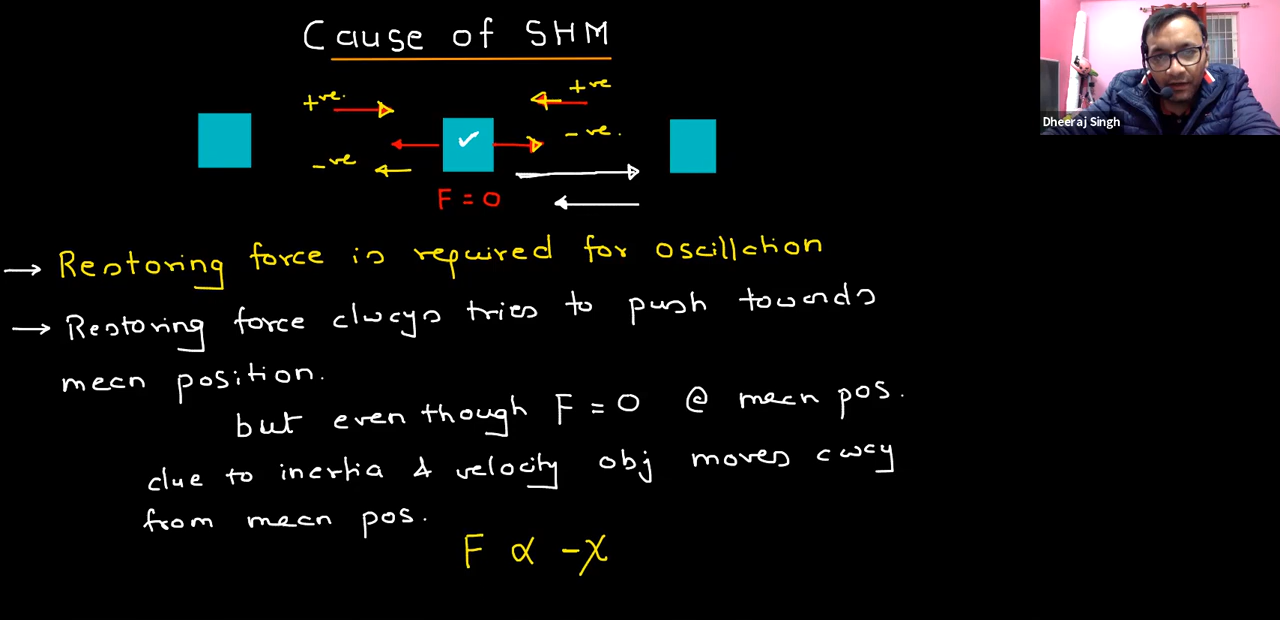 Cause of SHM
+ve.
+ve
-ve.
-ve
F = 0
Dheeraj Singh
→ Restoring force is required for oscillation
→ Restoring force always tries to push towards
mean position.
but even though F = 0 @ mean pos.
due to inertia & velocity obj moves away
from mean pos.
F ∝ -x